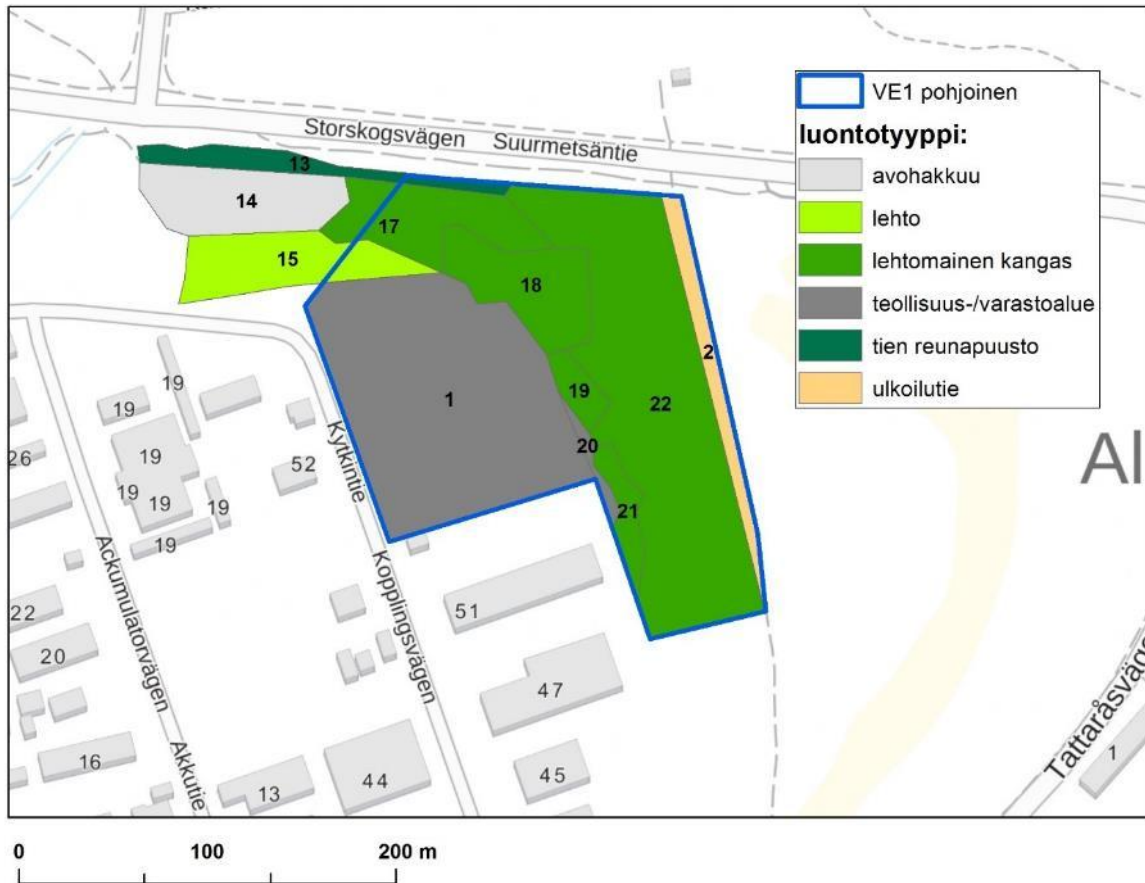 Storskogsvägen Suurmetsäntie
VE1 pohjoinen
luontotyyppi:
avohakkuu
lehto
lehtomainen kangas
teollisuus-/varastoalue
tien reunapuusto
ulkoilutie
13
14
17
15
18
1
19
20
21
22
2
Al
19
19
19
19
19
19
19
52
26
22
20
16
13
44
51
47
45
1
Kytkintie
Kopplingsvägen
Ackumulatorvägen
Akkutie
Tattaråsväge
0 100 200 m